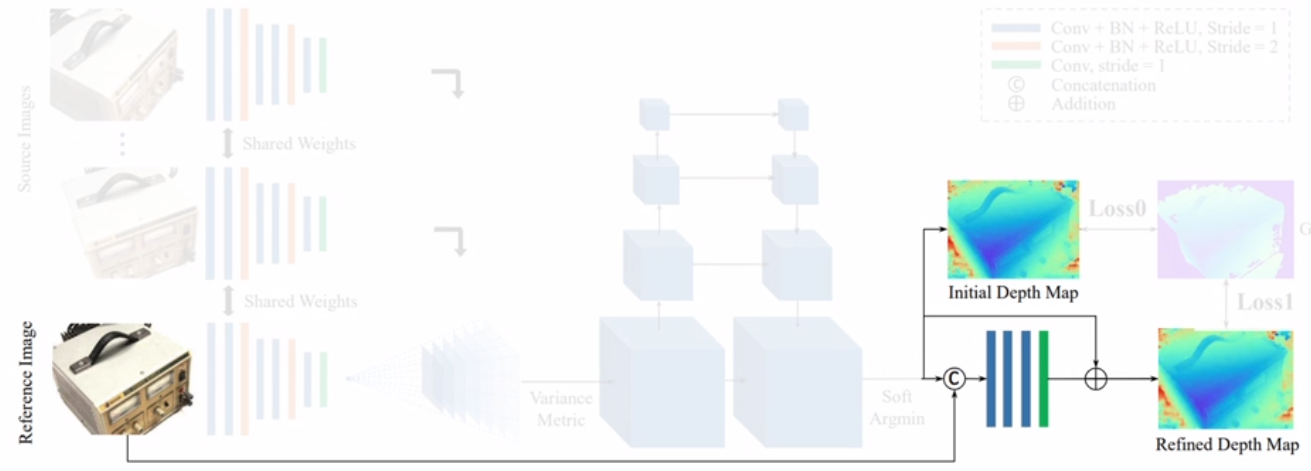 Source Images
Shared Weights
Shared Weights
Reference Image
Variance
Metric
Soft
Argmin
Conv + BN + ReLU, Stride = 1
Conv + BN + ReLU, Stride = 2
Conv, stride = 1
C Concatenation
Addition
Initial Depth Map
Loss0
G
Loss1
C
Refined Depth Map